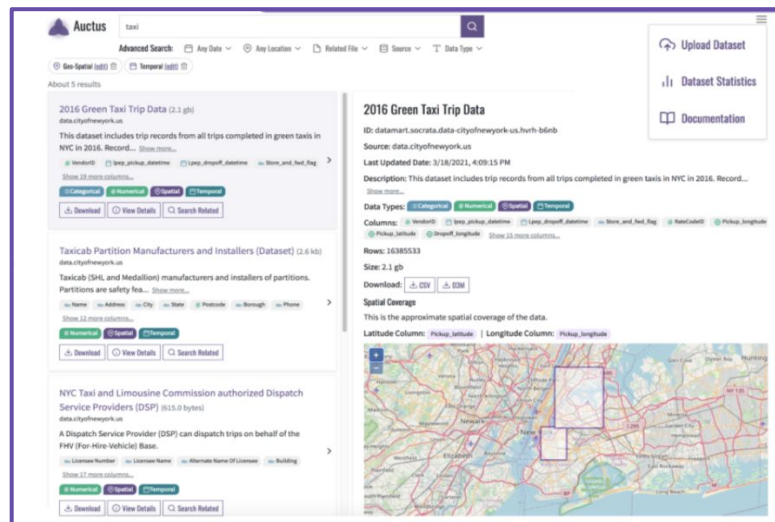 Auctus
taxi
Advanced Search: Any Date Any Location Related File Source Data Type
Geo-Spatial (edit) Temporal (edit)
About 5 results
2016 Green Taxi Trip Data (2.1 gb)
data.cityofnewyork.us
This dataset includes trip records from all trips completed in green taxis in
NYC in 2016. Record... Show more...
VendorID lpep_pickup_datetime Lpep_dropoff_datetime Store_and_fwd_flag
Show 19 more columns...
Categorical Numerical Spatial Temporal
Download View Details Search Related
Taxicab Partition Manufacturers and Installers (Dataset) (2.6 kb)
data.cityofnewyork.us
Taxicab (SHL and Medallion) manufacturers and installers of partitions.
Partitions are safety fea... Show more...
Name Address City State Postcode Borough Phone
Show 12 more columns...
Numerical Spatial Temporal
Download View Details Search Related
NYC Taxi and Limousine Commission authorized Dispatch
Service Providers (DSP) (615.0 bytes)
data.cityofnewyork.us
A Dispatch Service Provider (DSP) can dispatch trips on behalf of the
FHV (For-Hire-Vehicle) Base.
Licensee Number Licensee Name Alternate Name Of Licensee Building
Show 17 more columns...
Numerical Spatial Temporal
Download View Details Search Related
Upload Dataset
Dataset Statistics
Documentation
2016 Green Taxi Trip Data
ID: datamart.socrata.data-cityofnewyork-us.hvrh-b6nb
Source: data.cityofnewyork.us
Last Updated Date: 3/18/2021, 4:09:15 PM
Description: This dataset includes trip records from all trips completed in green taxis in NYC in 2016. Record...
Show more...
Data Types: Categorical Numerical Spatial Temporal
Columns: VendorID lpep_pickup_datetime Lpep_dropoff_datetime Store_and_fwd_flag RateCodeID Pickup_longitude
Pickup_latitude Dropoff_longitude Show 15 more columns...
Rows: 16385533
Size: 2.1 gb
Download: CSV D3M
Spatial Coverage
This is the approximate spatial coverage of the data.
Latitude Column: Pickup_latitude | Longitude Column: Pickup_longitude
+
−
Newark
Elizabeth
New
Long Beach